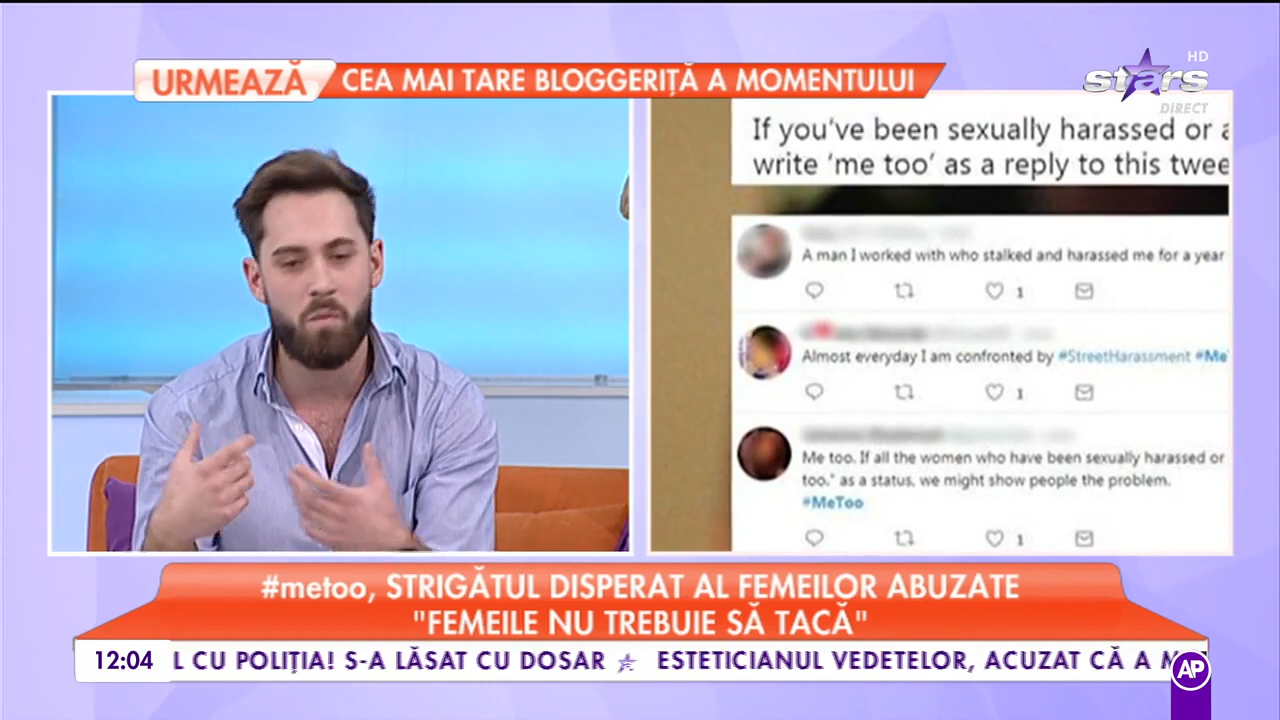 URMEAZĂ CEA MAI TARE BLOGGERIȚĂ A MOMENTULUI
HD
stars
DIRECT
If you've been sexually harassed or a
write 'me too' as a reply to this twee
A man I worked with who stalked and harassed me for a year
1
Almost everyday I am confronted by #StreetHarassment #Me
1
Me too. If all the women who have been sexually harassed or
too." as a status, we might show people the problem.
#MeToo
1
#metoo, STRIGĂTUL DISPERAT AL FEMEILOR ABUZATE
"FEMEILE NU TREBUIE SĂ TACĂ"
12:04 L CU POLIȚIA! S-A LĂSAT CU DOSAR ESTETICIANUL VEDETELOR, ACUZAT CĂ A
AP